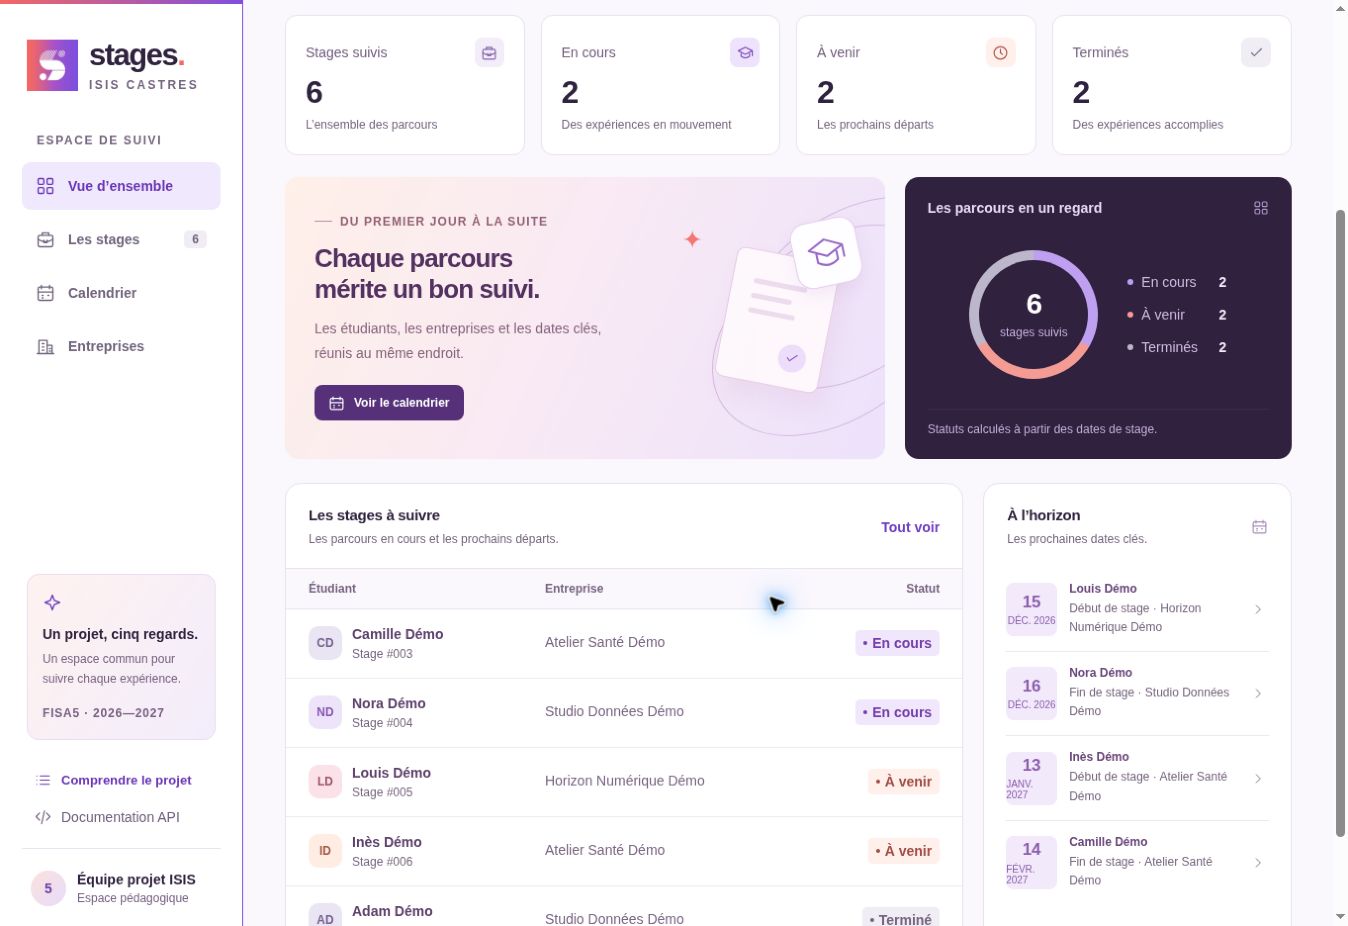 stages.
ISIS CASTRES
ESPACE DE SUIVI
Vue d’ensemble
Les stages 6
Calendrier
Entreprises
Un projet, cinq regards.
Un espace commun pour
suivre chaque expérience.
FISA5 · 2026—2027
Comprendre le projet
Documentation API
5
Équipe projet ISIS
Espace pédagogique
Stages suivis
6
L’ensemble des parcours
En cours
2
Des expériences en mouvement
À venir
2
Les prochains départs
Terminés
2
Des expériences accomplies
DU PREMIER JOUR À LA SUITE
Chaque parcours
mérite un bon suivi.
Les étudiants, les entreprises et les dates clés,
réunis au même endroit.
Voir le calendrier
Les parcours en un regard
6
stages suivis
En cours 2
À venir 2
Terminés 2
Statuts calculés à partir des dates de stage.
Les stages à suivre
Les parcours en cours et les prochains départs.
Tout voir
Étudiant Entreprise Statut
CD Camille Démo Atelier Santé Démo • En cours
Stage #003
ND Nora Démo Studio Données Démo • En cours
Stage #004
LD Louis Démo Horizon Numérique Démo • À venir
Stage #005
ID Inès Démo Atelier Santé Démo • À venir
Stage #006
AD Adam Démo Studio Données Démo • Terminé
À l’horizon
Les prochaines dates clés.
15
DÉC. 2026
Louis Démo
Début de stage · Horizon
Numérique Démo
16
DÉC. 2026
Nora Démo
Fin de stage · Studio Données
Démo
13
JANV.
2027
Inès Démo
Début de stage · Atelier Santé
Démo
14
FÉVR.
2027
Camille Démo
Fin de stage · Atelier Santé
Démo